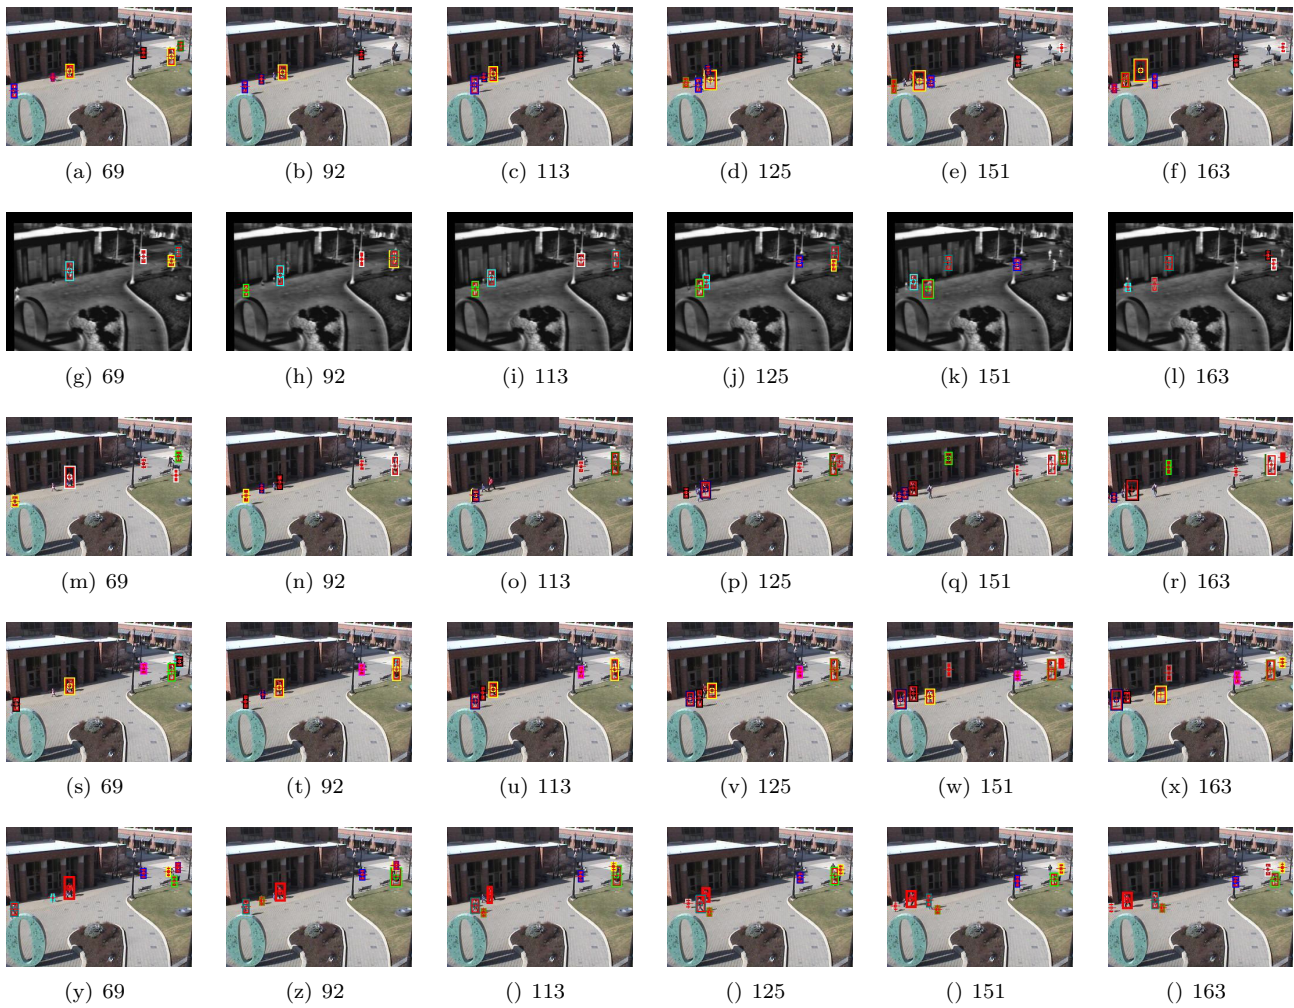 (a) 69 (b) 92 (c) 113 (d) 125 (e) 151 (f) 163
(g) 69 (h) 92 (i) 113 (j) 125 (k) 151 (l) 163
(m) 69 (n) 92 (o) 113 (p) 125 (q) 151 (r) 163
(s) 69 (t) 92 (u) 113 (v) 125 (w) 151 (x) 163
(y) 69 (z) 92 () 113 () 125 () 151 () 163